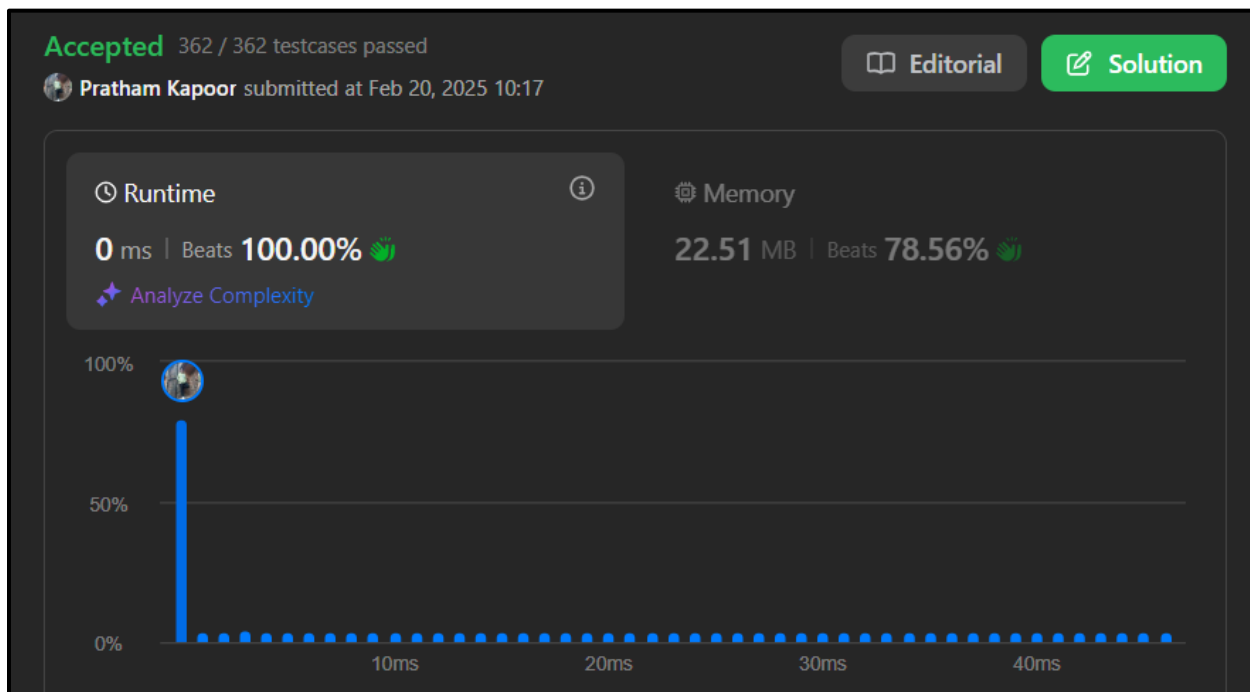 Accepted 362 / 362 testcases passed
Editorial
Solution
Pratham Kapoor submitted at Feb 20, 2025 10:17
Runtime
0 ms | Beats 100.00%
Analyze Complexity
Memory
22.51 MB | Beats 78.56%
100%
50%
0%
10ms 20ms 30ms 40ms